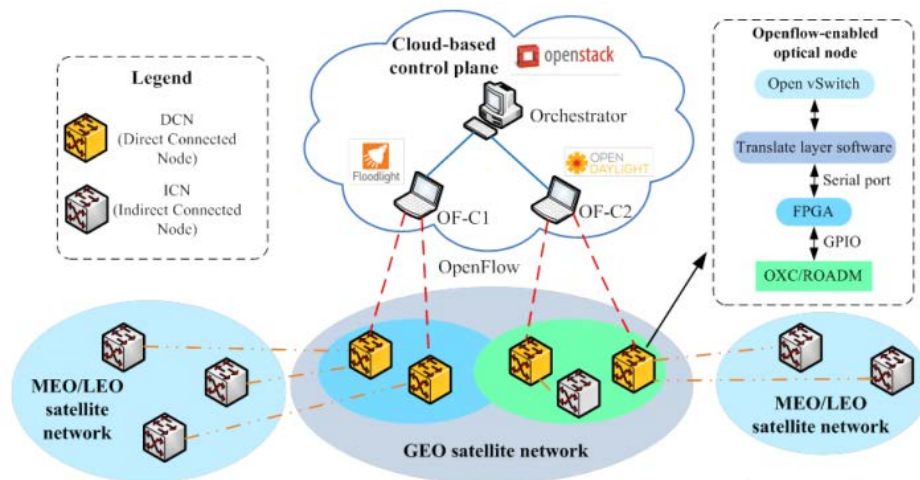 Legend
DCN
(Direct Connected
Node)
ICN
(Indirect Connected
Node)
Cloud-based
control plane
openstack
Orchestrator
Floodlight
OPEN
DAYLIGHT
OF-C1
OF-C2
OpenFlow
Openflow-enabled
optical node
Open vSwitch
Translate layer software
Serial port
FPGA
GPIO
OXC/ROADM
MEO/LEO
satellite
network
GEO satellite network
MEO/LEO
satellite network